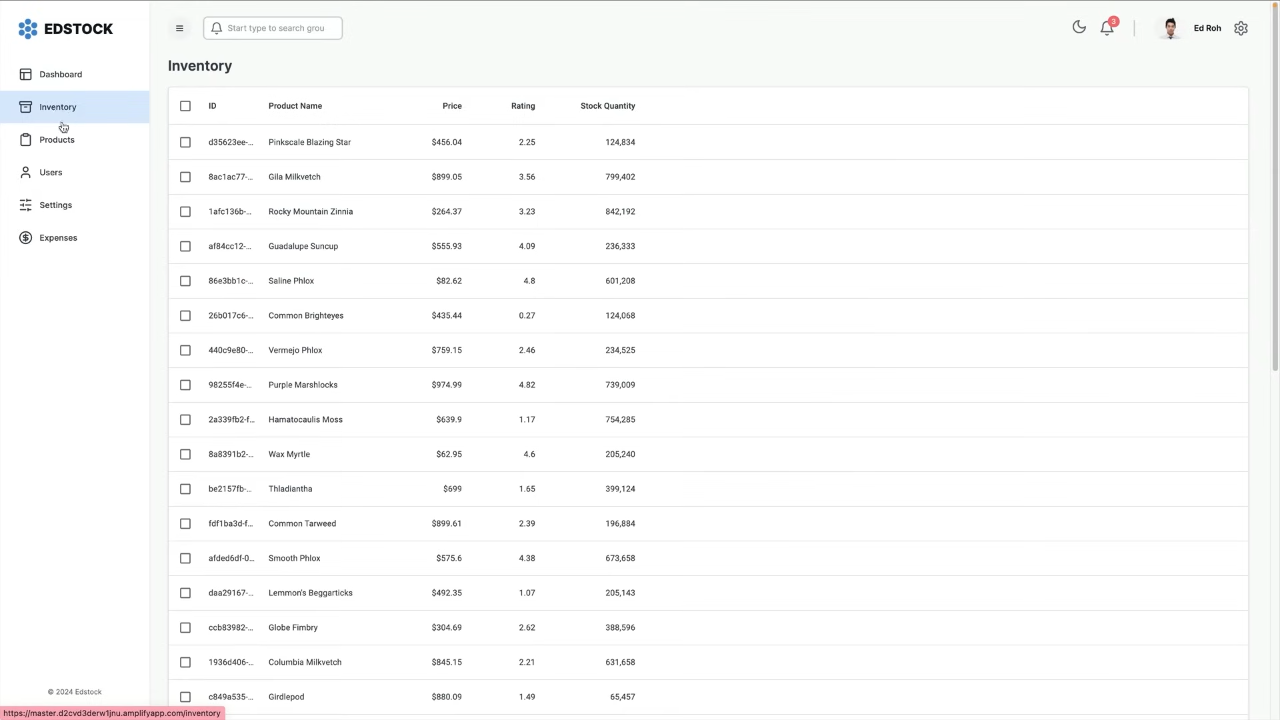 EDSTOCK
Start type to search grou
3
Ed Roh
Dashboard
Inventory
Products
Users
Settings
Expenses
Inventory
ID Product Name Price Rating Stock Quantity
d35623ee-... Pinkscale Blazing Star $456.04 2.25 124,834
8ac1ac77-... Gila Milkvetch $899.05 3.56 799,402
1afc136b-... Rocky Mountain Zinnia $264.37 3.23 842,192
af84cc12-... Guadalupe Suncup $555.93 4.09 236,333
86e3bb1c-... Saline Phlox $82.62 4.8 601,208
26b017c6-... Common Brighteyes $435.44 0.27 124,068
440c9e80-... Vermejo Phlox $759.15 2.46 234,525
98255f4e-... Purple Marshlocks $974.99 4.82 739,009
2a339fb2-f... Hamatocaulis Moss $639.9 1.17 754,285
8a8391b2-... Wax Myrtle $62.95 4.6 205,240
be2157fb-... Thladiantha $699 1.65 399,124
fdf1ba3d-f... Common Tarweed $899.61 2.39 196,884
afded6df-0... Smooth Phlox $575.6 4.38 673,658
daa29167-... Lemmon's Beggarticks $492.35 1.07 205,143
ccb83982-... Globe Fimbry $304.69 2.62 388,596
1936d406-... Columbia Milkvetch $845.15 2.21 631,658
c849a535-... Girdlepod $880.09 1.49 65,457
© 2024 Edstock
https://master.d2cvd3derw1jnu.amplifyapp.com/inventory